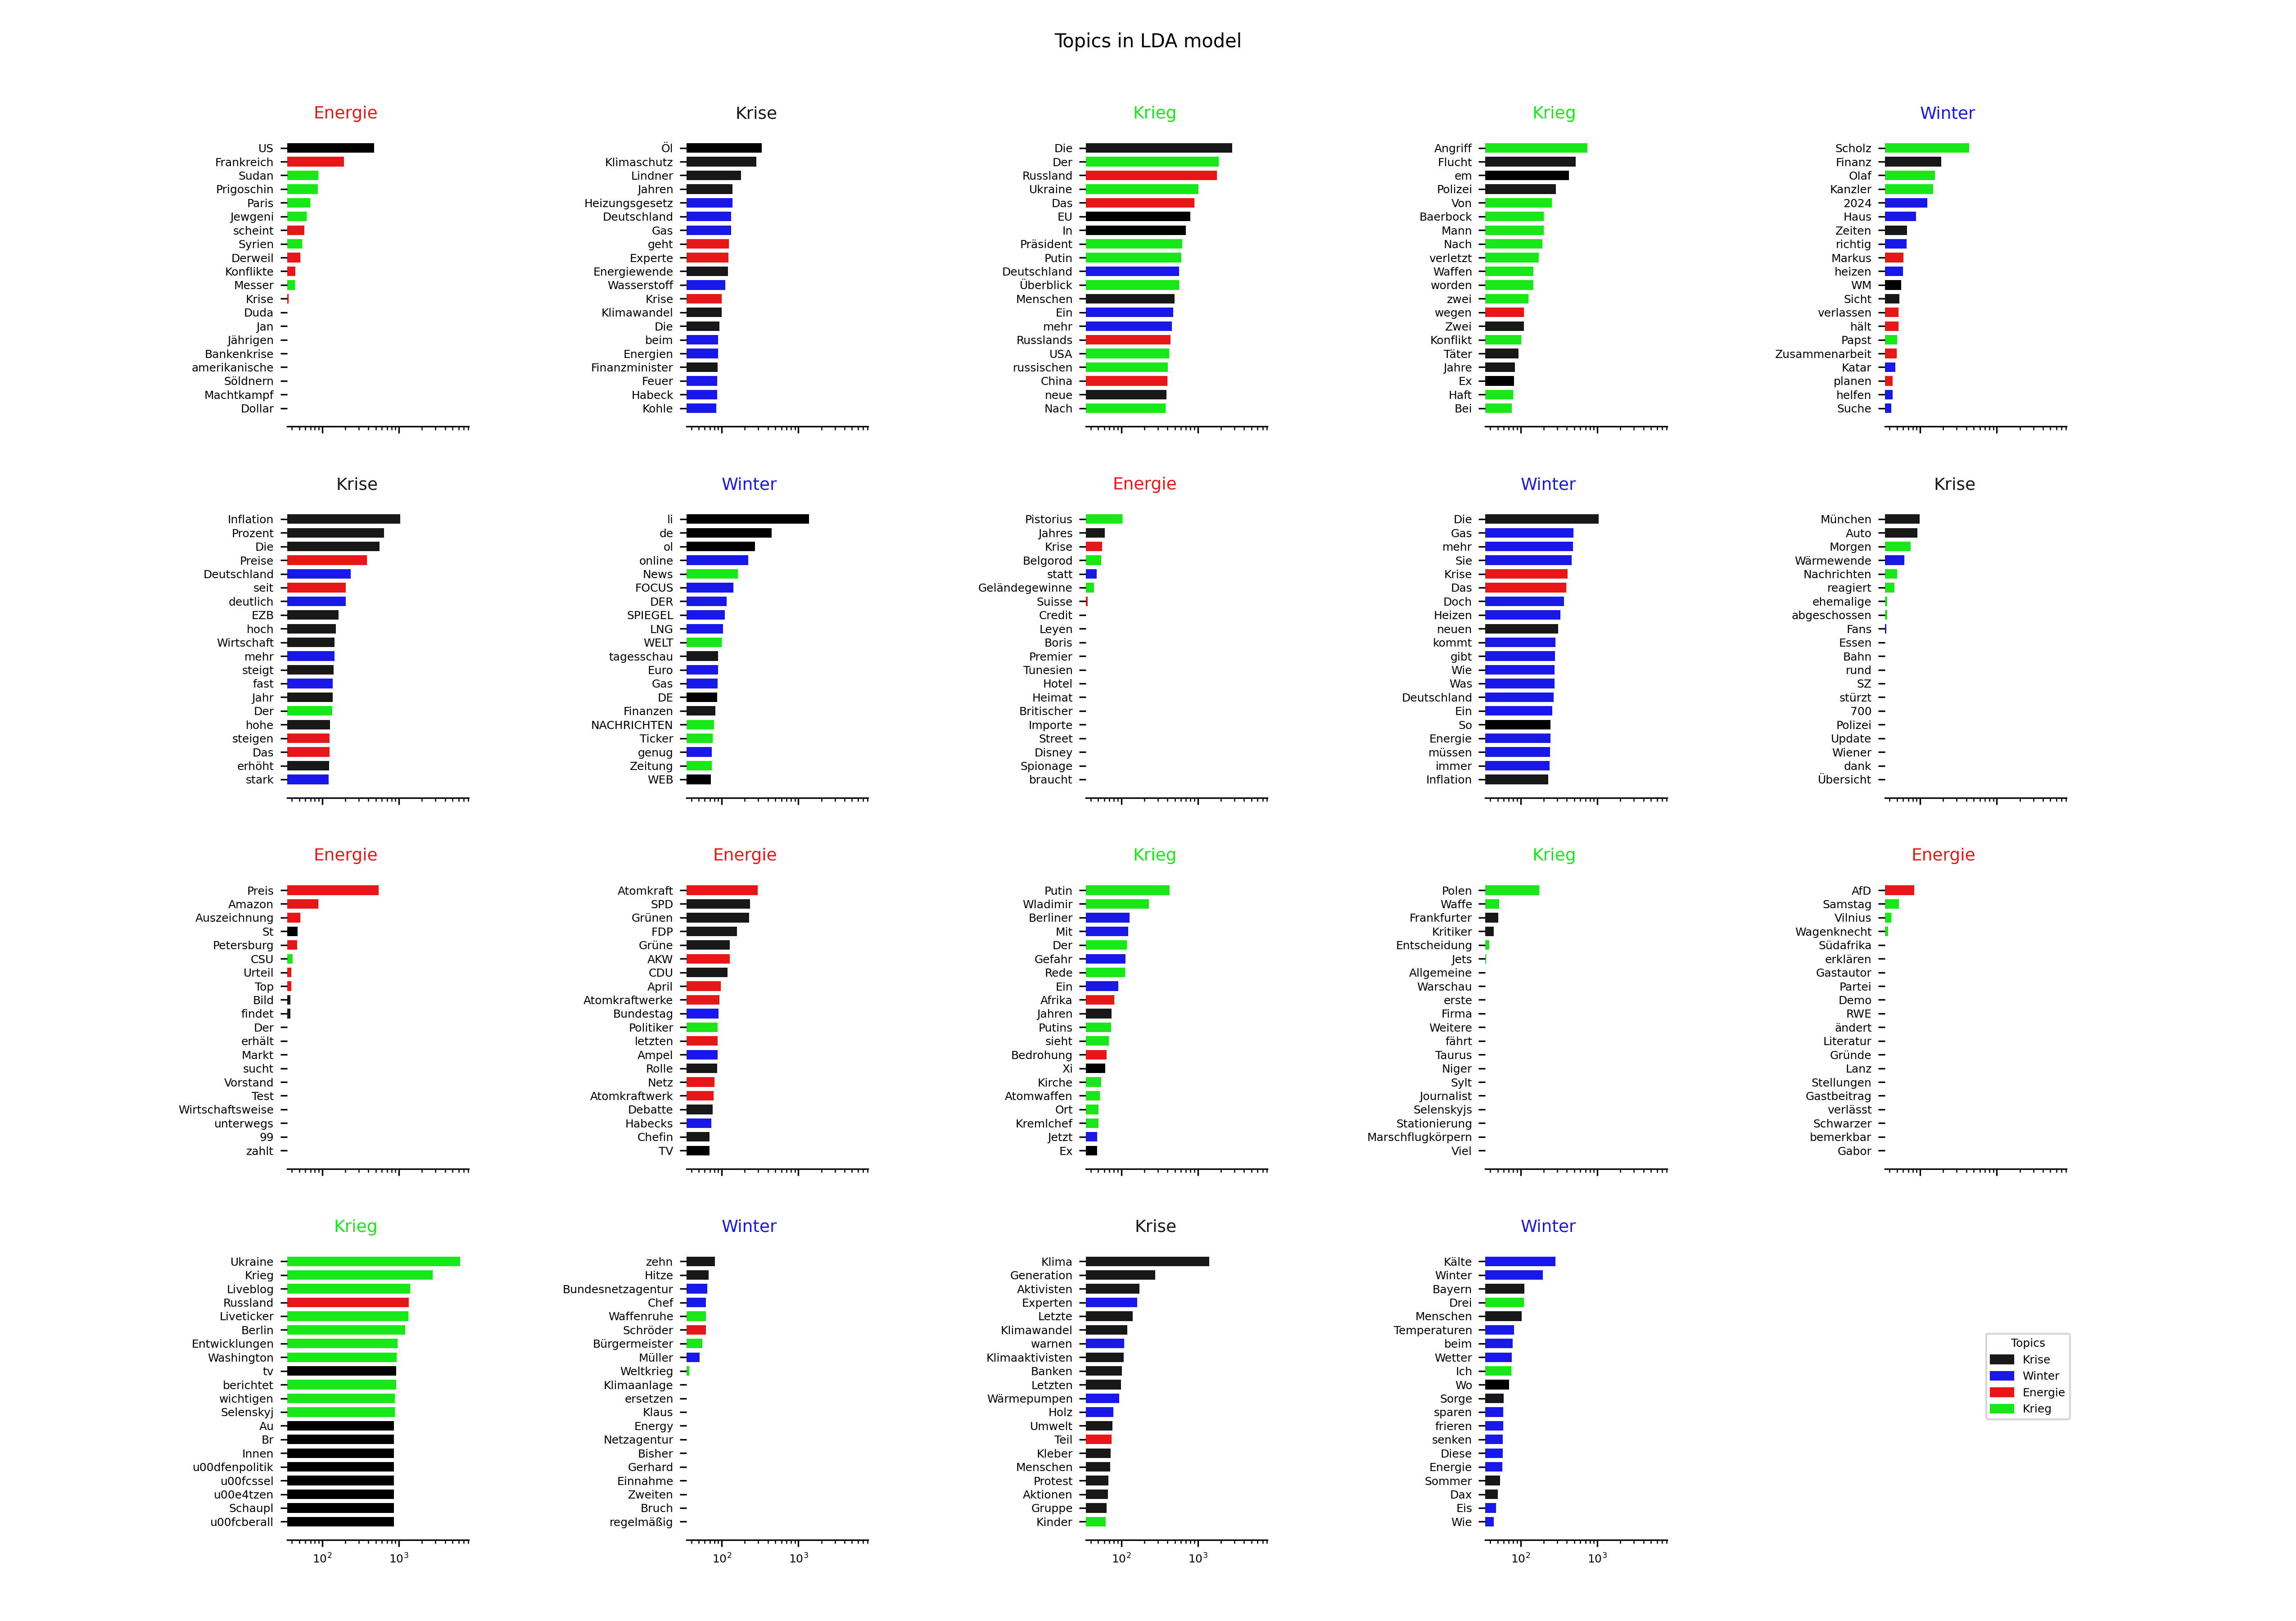 Topics in LDA model
Energie
US
Frankreich
Sudan
Prigoschin
Paris
Jewgeni
scheint
Syrien
Derweil
Konflikte
Messer
Krise
Duda
Jan
Jährigen
Bankenkrise
amerikanische
Söldnern
Machtkampf
Dollar
Krise
Öl
Klimaschutz
Lindner
Jahren
Heizungsgesetz
Deutschland
Gas
geht
Experte
Energiewende
Wasserstoff
Krise
Klimawandel
Die
beim
Energien
Finanzminister
Feuer
Habeck
Kohle
Krieg
Die
Der
Russland
Ukraine
Das
EU
In
Präsident
Putin
Deutschland
Überblick
Menschen
Ein
mehr
Russlands
USA
russischen
China
neue
Nach
Krieg
Angriff
Flucht
em
Polizei
Von
Baerbock
Mann
Nach
verletzt
Waffen
worden
zwei
wegen
Zwei
Konflikt
Täter
Jahre
Ex
Haft
Bei
Winter
Scholz
Finanz
Olaf
Kanzler
2024
Haus
Zeiten
richtig
Markus
heizen
WM
Sicht
verlassen
hält
Papst
Zusammenarbeit
Katar
planen
helfen
Suche
Krise
Inflation
Prozent
Die
Preise
Deutschland
seit
deutlich
EZB
hoch
Wirtschaft
mehr
steigt
fast
Jahr
Der
hohe
steigen
Das
erhöht
stark
Winter
li
de
ol
online
News
FOCUS
DER
SPIEGEL
LNG
WELT
tagesschau
Euro
Gas
DE
Finanzen
NACHRICHTEN
Ticker
genug
Zeitung
WEB
Energie
Pistorius
Jahres
Krise
Belgorod
statt
Geländegewinne
Suisse
Credit
Leyen
Boris
Premier
Tunesien
Hotel
Heimat
Britischer
Importe
Street
Disney
Spionage
braucht
Winter
Die
Gas
mehr
Sie
Krise
Das
Doch
Heizen
neuen
kommt
gibt
Wie
Was
Deutschland
Ein
So
Energie
müssen
immer
Inflation
Krise
München
Auto
Morgen
Wärmewende
Nachrichten
reagiert
ehemalige
abgeschossen
Fans
Essen
Bahn
rund
SZ
stürzt
700
Polizei
Update
Wiener
dank
Übersicht
Energie
Preis
Amazon
Auszeichnung
St
Petersburg
CSU
Urteil
Top
Bild
findet
Der
erhält
Markt
sucht
Vorstand
Test
Wirtschaftsweise
unterwegs
99
zahlt
Energie
Atomkraft
SPD
Grünen
FDP
Grüne
AKW
CDU
April
Atomkraftwerke
Bundestag
Politiker
letzten
Ampel
Rolle
Netz
Atomkraftwerk
Debatte
Habecks
Chefin
TV
Krieg
Putin
Wladimir
Berliner
Mit
Der
Gefahr
Rede
Ein
Afrika
Jahren
Putins
sieht
Bedrohung
Xi
Kirche
Atomwaffen
Ort
Kremlchef
Jetzt
Ex
Krieg
Polen
Waffe
Frankfurter
Kritiker
Entscheidung
Jets
Allgemeine
Warschau
erste
Firma
Weitere
fährt
Taurus
Niger
Sylt
Journalist
Selenskyjs
Stationierung
Marschflugkörpern
Viel
Energie
AfD
Samstag
Vilnius
Wagenknecht
Südafrika
erklären
Gastautor
Partei
Demo
RWE
ändert
Literatur
Gründe
Lanz
Stellungen
Gastbeitrag
verlässt
Schwarzer
bemerkbar
Gabor
Krieg
Ukraine
Krieg
Liveblog
Russland
Liveticker
Berlin
Entwicklungen
Washington
tv
berichtet
wichtigen
Selenskyj
Au
Br
Innen
u00dfenpolitik
u00fcssel
u00e4tzen
Schaupl
u00fcberall
10² 10³
Winter
zehn
Hitze
Bundesnetzagentur
Chef
Waffenruhe
Schröder
Bürgermeister
Müller
Weltkrieg
Klimaanlage
ersetzen
Klaus
Energy
Netzagentur
Bisher
Gerhard
Einnahme
Zweiten
Bruch
regelmäßig
10² 10³
Krise
Klima
Generation
Aktivisten
Experten
Letzte
Klimawandel
warnen
Klimaaktivisten
Banken
Letzten
Wärmepumpen
Holz
Umwelt
Teil
Kleber
Menschen
Protest
Aktionen
Gruppe
Kinder
10² 10³
Winter
Kälte
Winter
Bayern
Drei
Menschen
Temperaturen
beim
Wetter
Ich
Wo
Sorge
sparen
frieren
senken
Diese
Energie
Sommer
Dax
Eis
Wie
10² 10³
Topics
Krise
Winter
Energie
Krieg